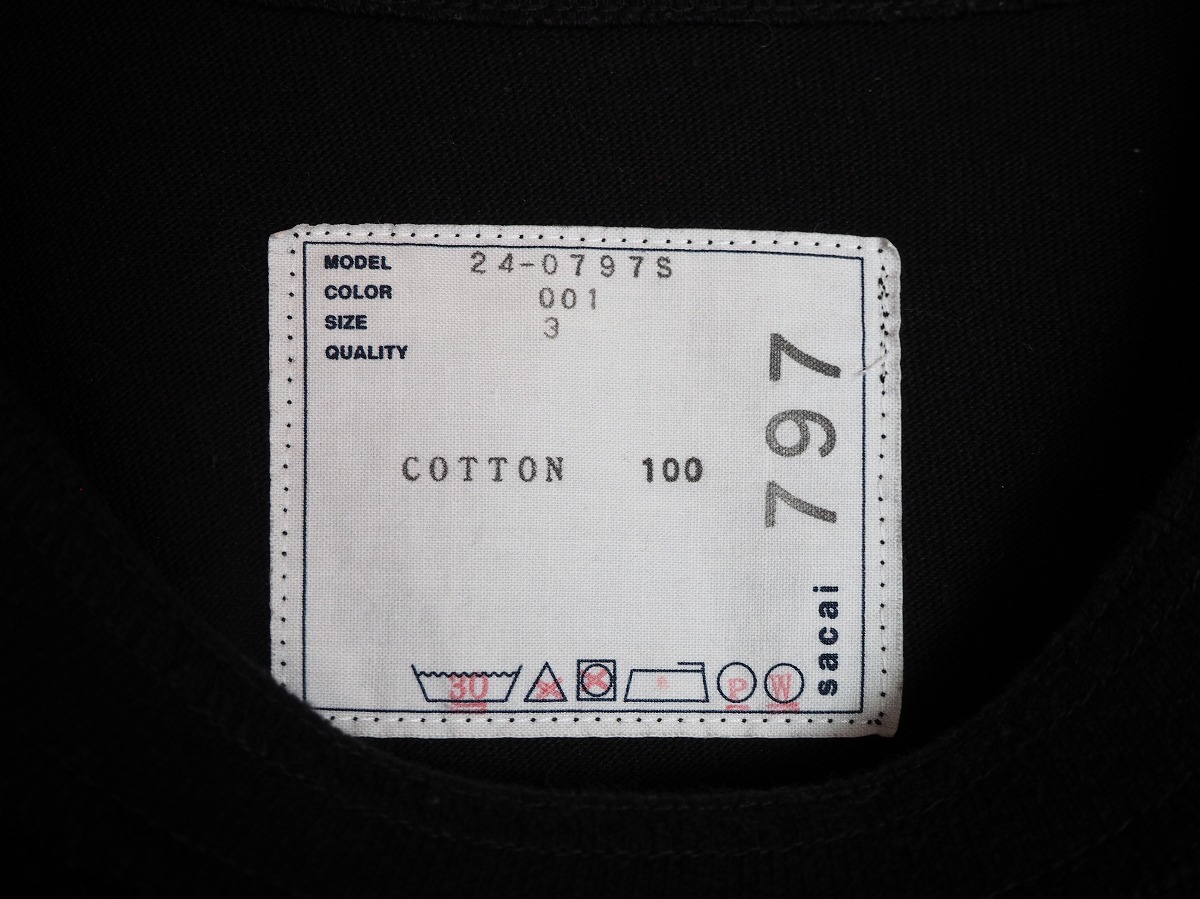 MODEL 24-0797S
COLOR 001
SIZE 3
QUALITY
COTTON 100
sacai 797
30
P
W